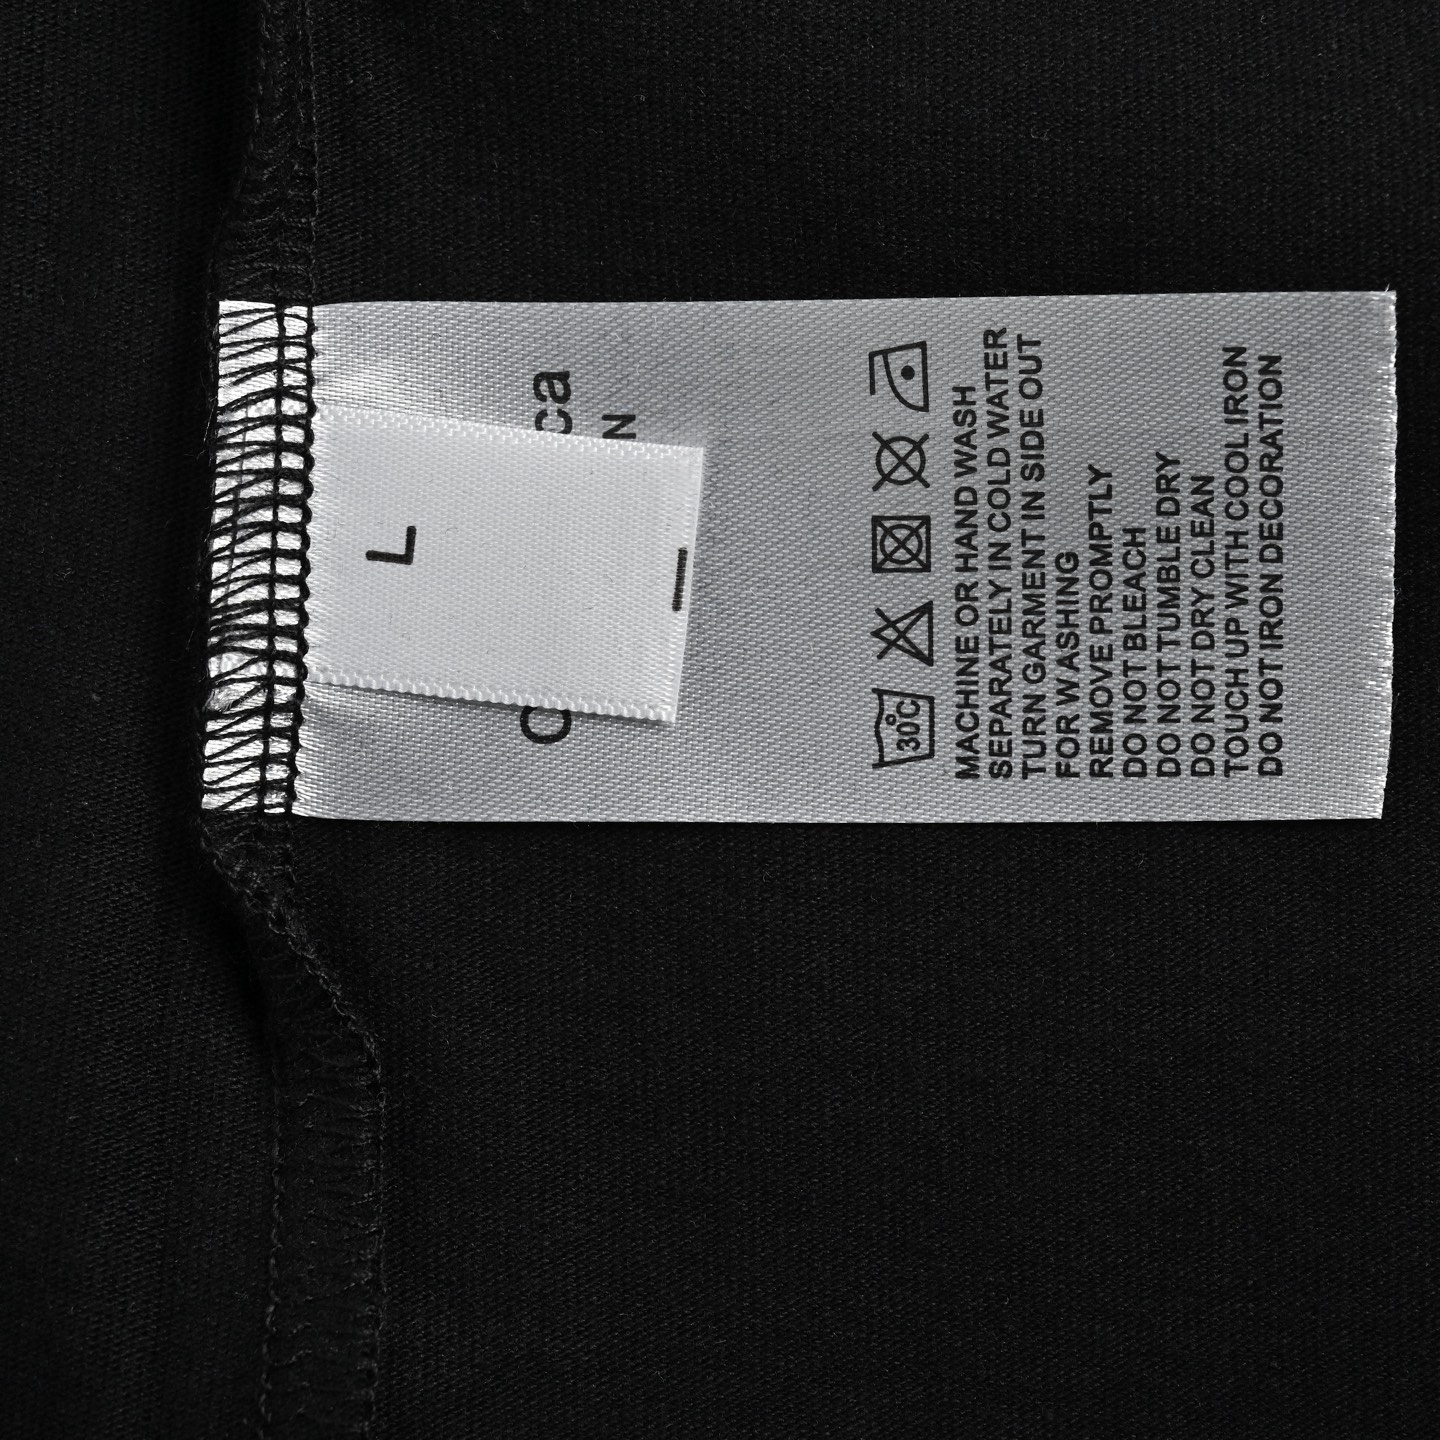 L
30°C
MACHINE OR HAND WASH
SEPARATELY IN COLD WATER
TURN GARMENT IN SIDE OUT
FOR WASHING
REMOVE PROMPTLY
DO NOT BLEACH
DO NOT TUMBLE DRY
DO NOT DRY CLEAN
TOUCH UP WITH COOL IRON
DO NOT IRON DECORATION